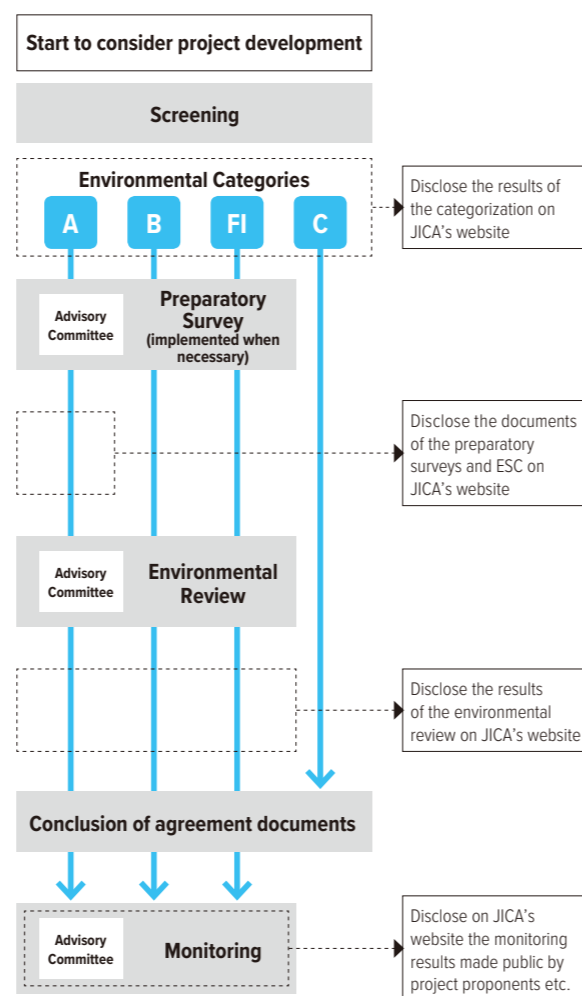 Start to consider project development
Screening
Environmental Categories
A B FI C
Disclose the results of
the categorization on
JICA's website
Advisory
Committee
Preparatory
Survey
(implemented when
necessary)
Disclose the documents
of the preparatory
surveys and ESC on
JICA's website
Advisory
Committee
Environmental
Review
Disclose the results
of the environmental
review on JICA's website
Conclusion of agreement documents
Advisory
Committee
Monitoring
Disclose on JICA's
website the monitoring
results made public by
project proponents etc.